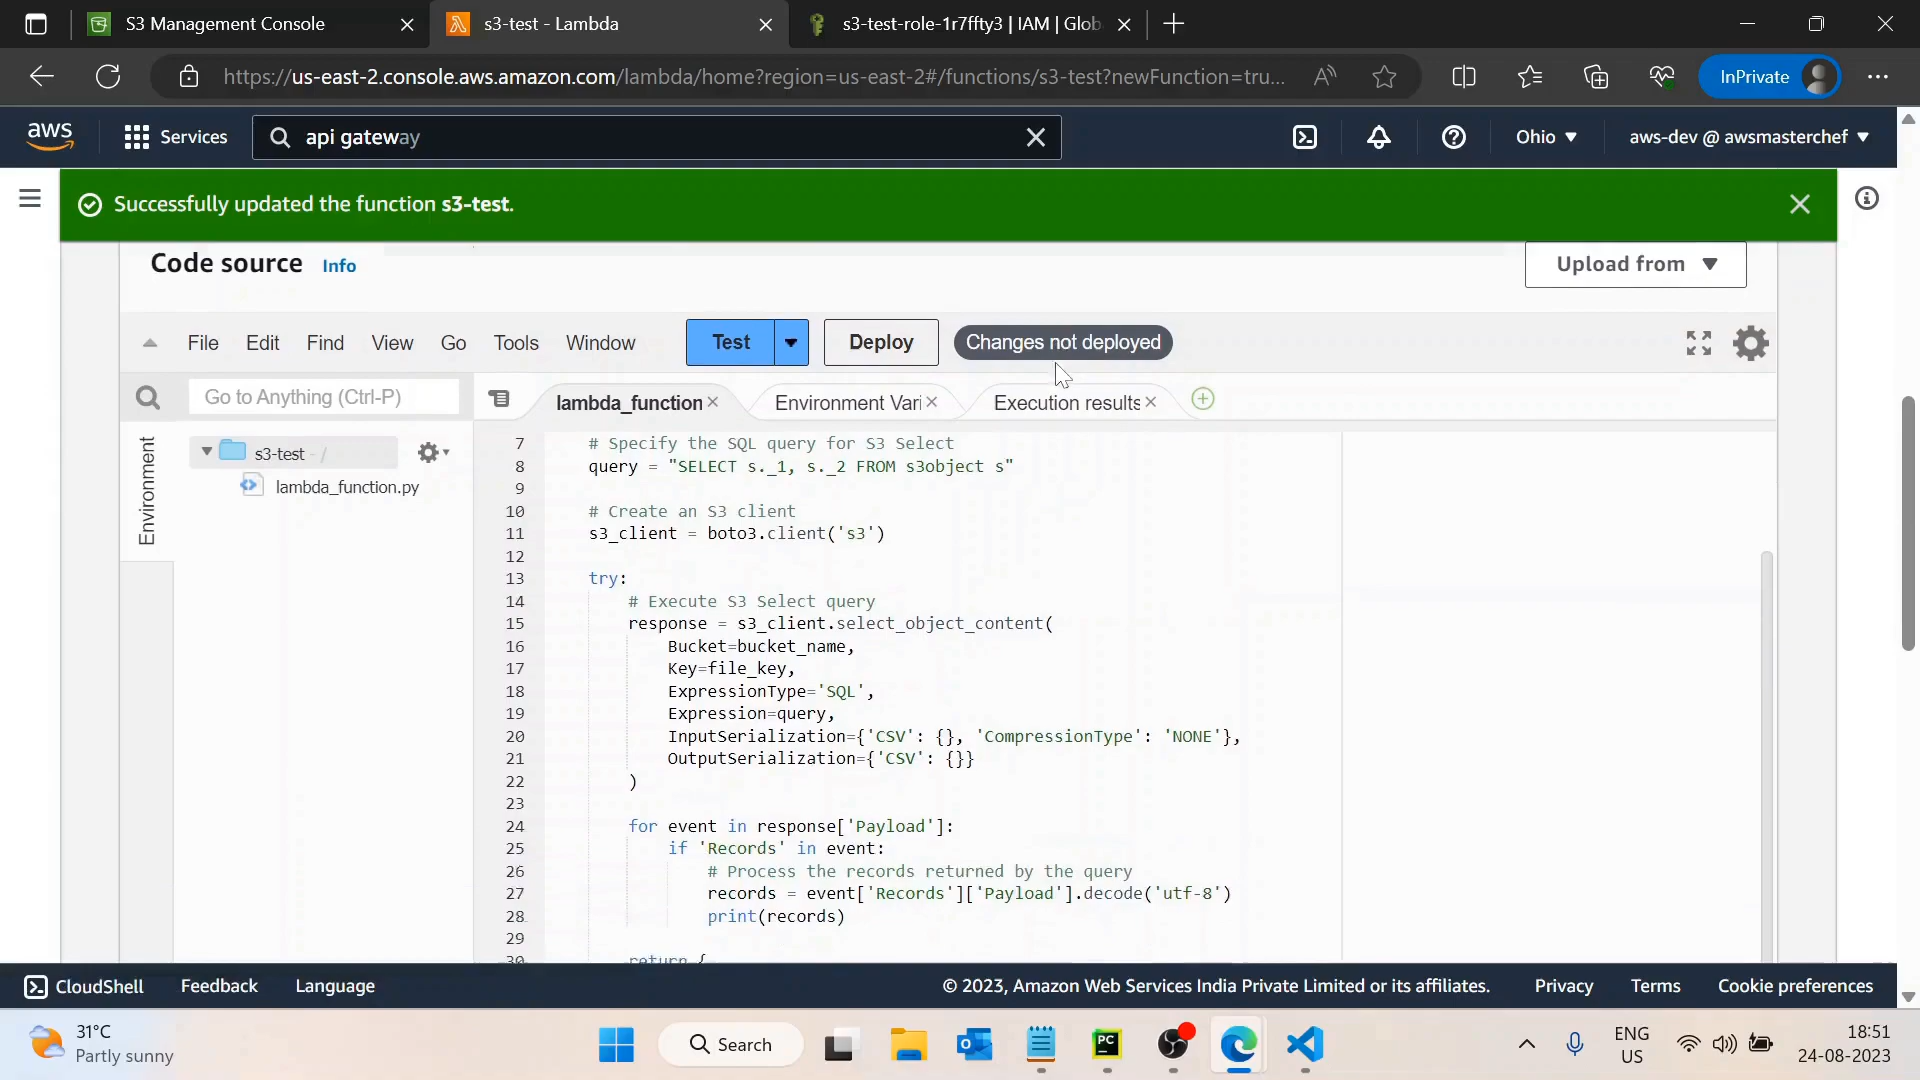 S3 Management Console
s3-test - Lambda
s3-test-role-1r7ffty3 | IAM | Glob
https://us-east-2.console.aws.amazon.com/lambda/home?region=us-east-2#/functions/s3-test?newFunction=tru...
InPrivate
aws
Services
api gateway
Ohio
aws-dev @ awsmasterchef
Successfully updated the function s3-test.
Code source
Info
Upload from
File
Edit
Find
View
Go
Tools
Window
Test
Deploy
Changes not deployed
Go to Anything (Ctrl-P)
lambda_function
Environment Vari
Execution results
Environment
s3-test - /
lambda_function.py
7 # Specify the SQL query for S3 Select
8 query = "SELECT s._1, s._2 FROM s3object s"
9
10 # Create an S3 client
11 s3_client = boto3.client('s3')
12
13 try:
14 # Execute S3 Select query
15 response = s3_client.select_object_content(
16 Bucket=bucket_name,
17 Key=file_key,
18 ExpressionType='SQL',
19 Expression=query,
20 InputSerialization={'CSV': {}, 'CompressionType': 'NONE'},
21 OutputSerialization={'CSV': {}}
22 )
23
24 for event in response['Payload']:
25 if 'Records' in event:
26 # Process the records returned by the query
27 records = event['Records']['Payload'].decode('utf-8')
28 print(records)
29
30 return {
CloudShell
Feedback
Language
© 2023, Amazon Web Services India Private Limited or its affiliates.
Privacy
Terms
Cookie preferences
31°C
Partly sunny
Search
PC
ENG
US
18:51
24-08-2023